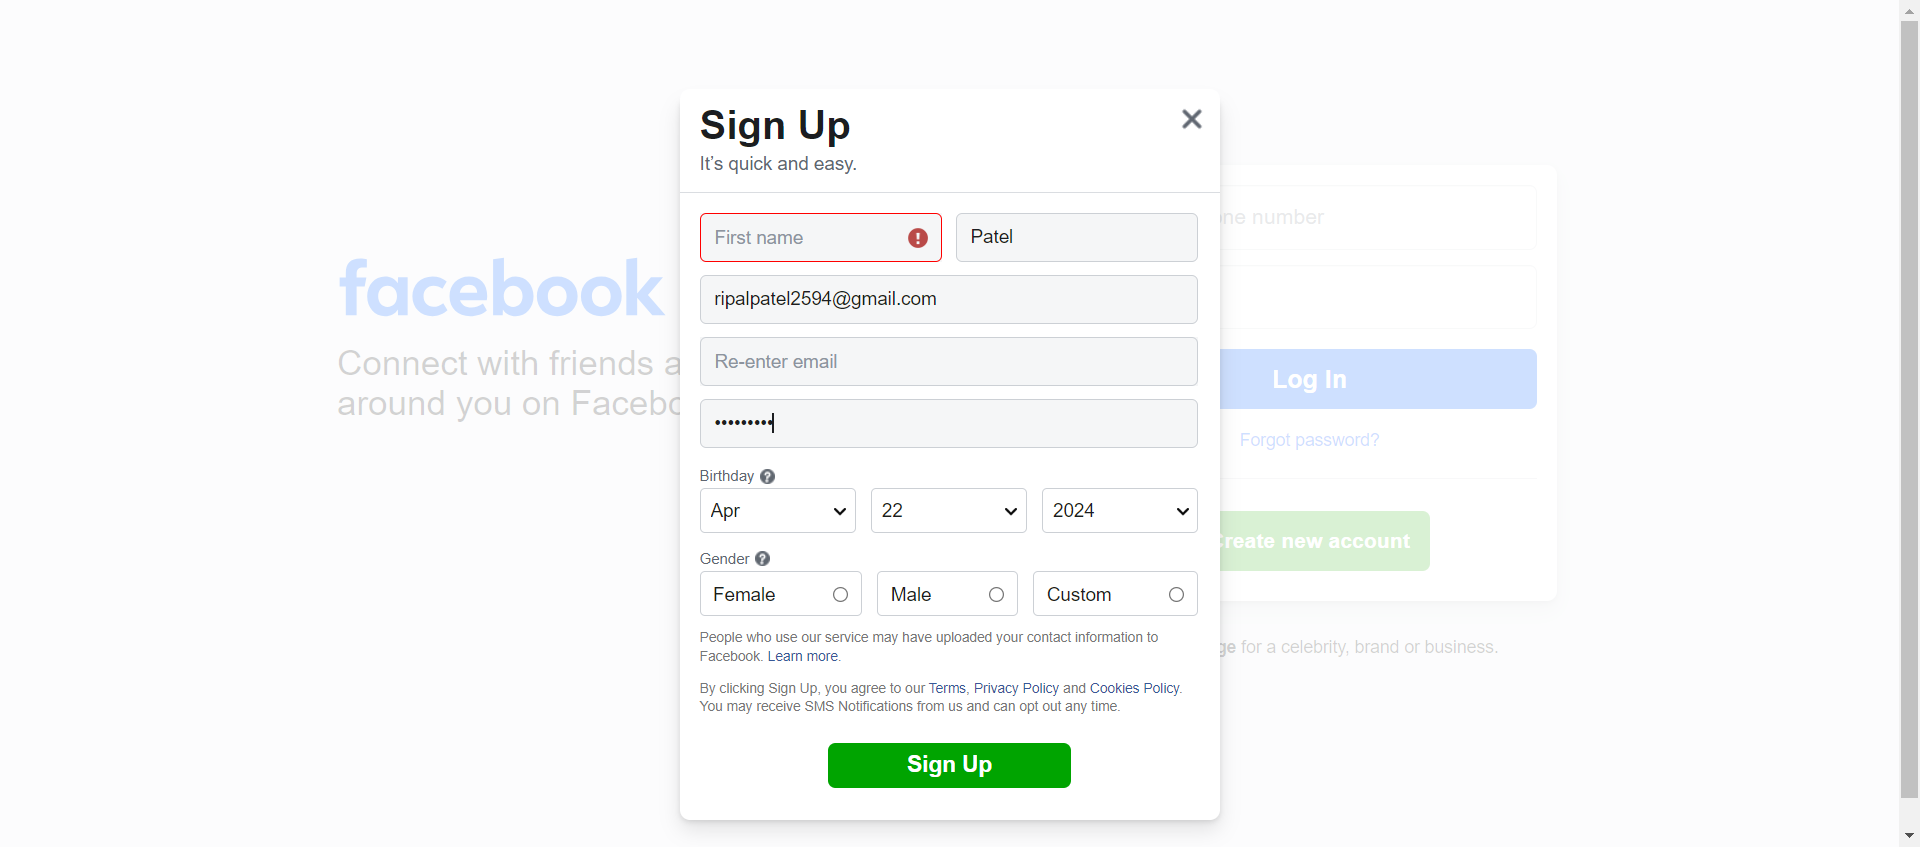 Sign Up
It's quick and easy.
First name
Patel
ripalpatel2594@gmail.com
Re-enter email
•••••••••
Birthday
Apr
22
2024
Gender
Female
Male
Custom
People who use our service may have uploaded your contact information to
Facebook. Learn more.
By clicking Sign Up, you agree to our Terms, Privacy Policy and Cookies Policy.
You may receive SMS Notifications from us and can opt out any time.
Sign Up
facebook
Connect with friends
around you on
number
Log In
Forgot password?
new account
for a celebrity, brand or business.